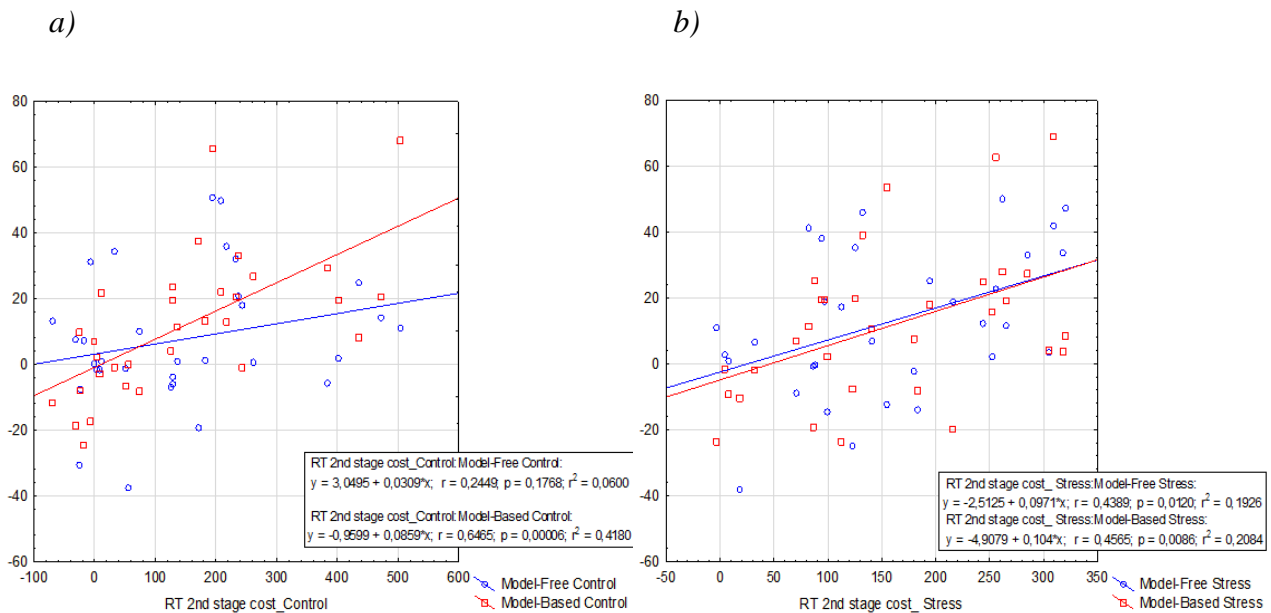 a)
b)
80
60
40
20
0
-20
-40
-60
-100 0 100 200 300 400 500 600
RT 2nd stage cost_Control
RT 2nd stage cost_Control:Model-Free Control:
y = 3,0495 + 0,0309*x; r = 0,2449; p = 0,1768; r² = 0,0600
RT 2nd stage cost_Control:Model-Based Control:
y = -0,9599 + 0,0859*x; r = 0,6465; p = 0,00006; r² = 0,4180
Model-Free Control
Model-Based Control
80
60
40
20
0
-20
-40
-60
-50 0 50 100 150 200 250 300 350
RT 2nd stage cost_ Stress
RT 2nd stage cost_ Stress:Model-Free Stress:
y = -2,5125 + 0,0971*x; r = 0,4389; p = 0,0120; r² = 0,1926
RT 2nd stage cost_ Stress:Model-Based Stress:
y = -4,9079 + 0,104*x; r = 0,4565; p = 0,0086; r² = 0,2084
Model-Free Stress
Model-Based Stress